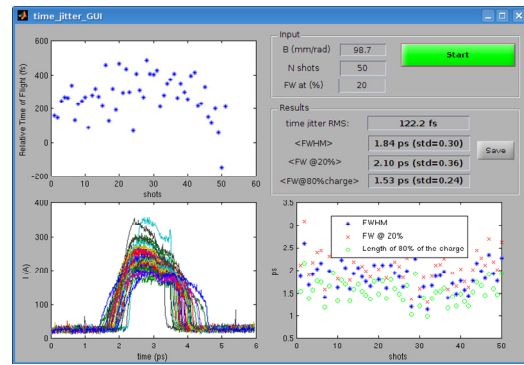 time_jitter_GUI
Input
B (mm/rad) 98.7
N shots 50
FW at (%) 20
Start
Results
time jitter RMS: 122.2 fs
<FWHM> 1.84 ps (std=0.30)
<FW @20%> 2.10 ps (std=0.36)
<FW@80%charge> 1.53 ps (std=0.24)
Save
Relative Time of Flight (fs)
600
400
200
0
-200
0 10 20 30 40 50 60
shots
I (A)
400
300
200
100
0
0 1 2 3 4 5 6
time (ps)
ps
3.5
3
2.5
2
1.5
1
0.5
FWHM
FW @ 20%
Length of 80% of the charge
0 10 20 30 40 50
shots